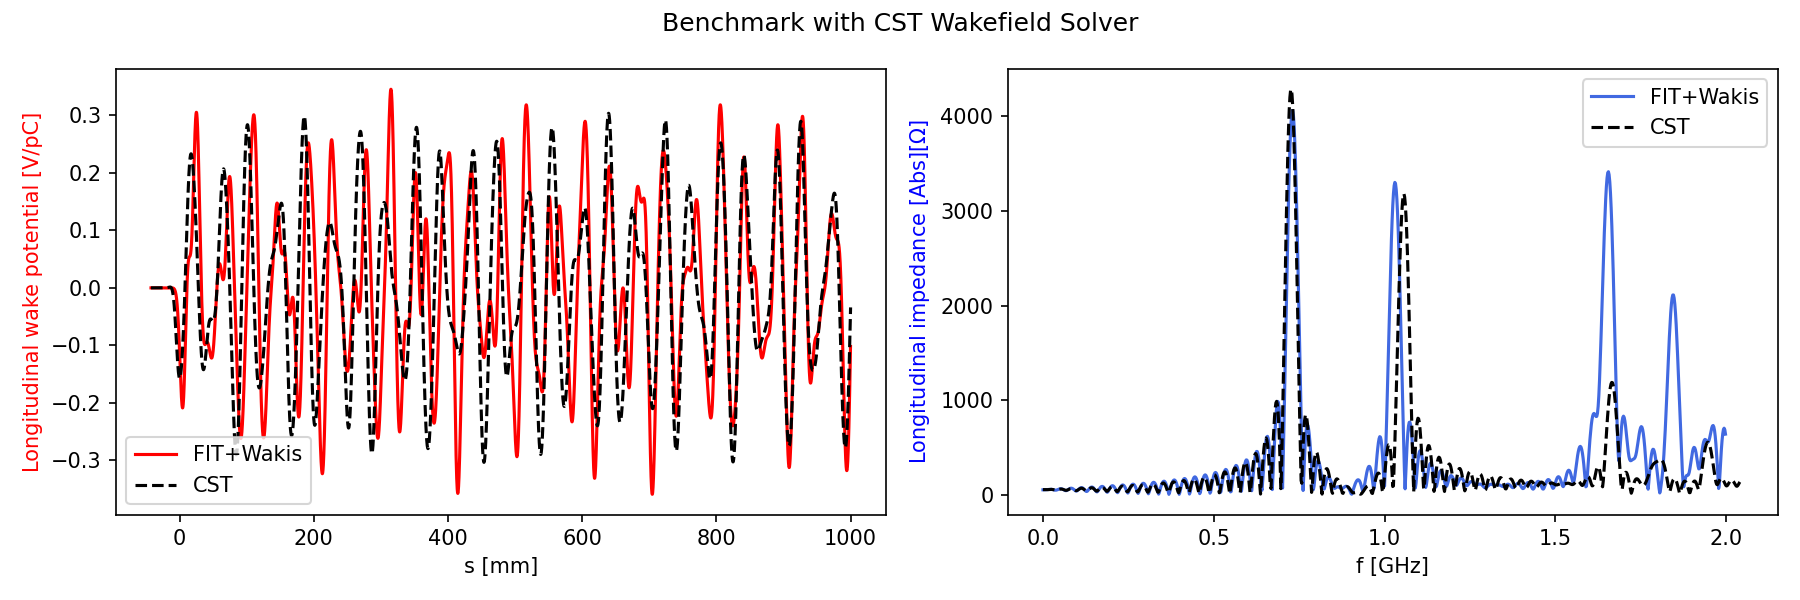 Benchmark with CST Wakefield Solver
Longitudinal wake potential [V/pC]
0.3
0.2
0.1
0.0
−0.1
−0.2
−0.3
FIT+Wakis
CST
0
200
400
600
800
1000
s [mm]
Longitudinal impedance [Abs][Ω]
4000
3000
2000
1000
0
FIT+Wakis
CST
0.0
0.5
1.0
1.5
2.0
f [GHz]